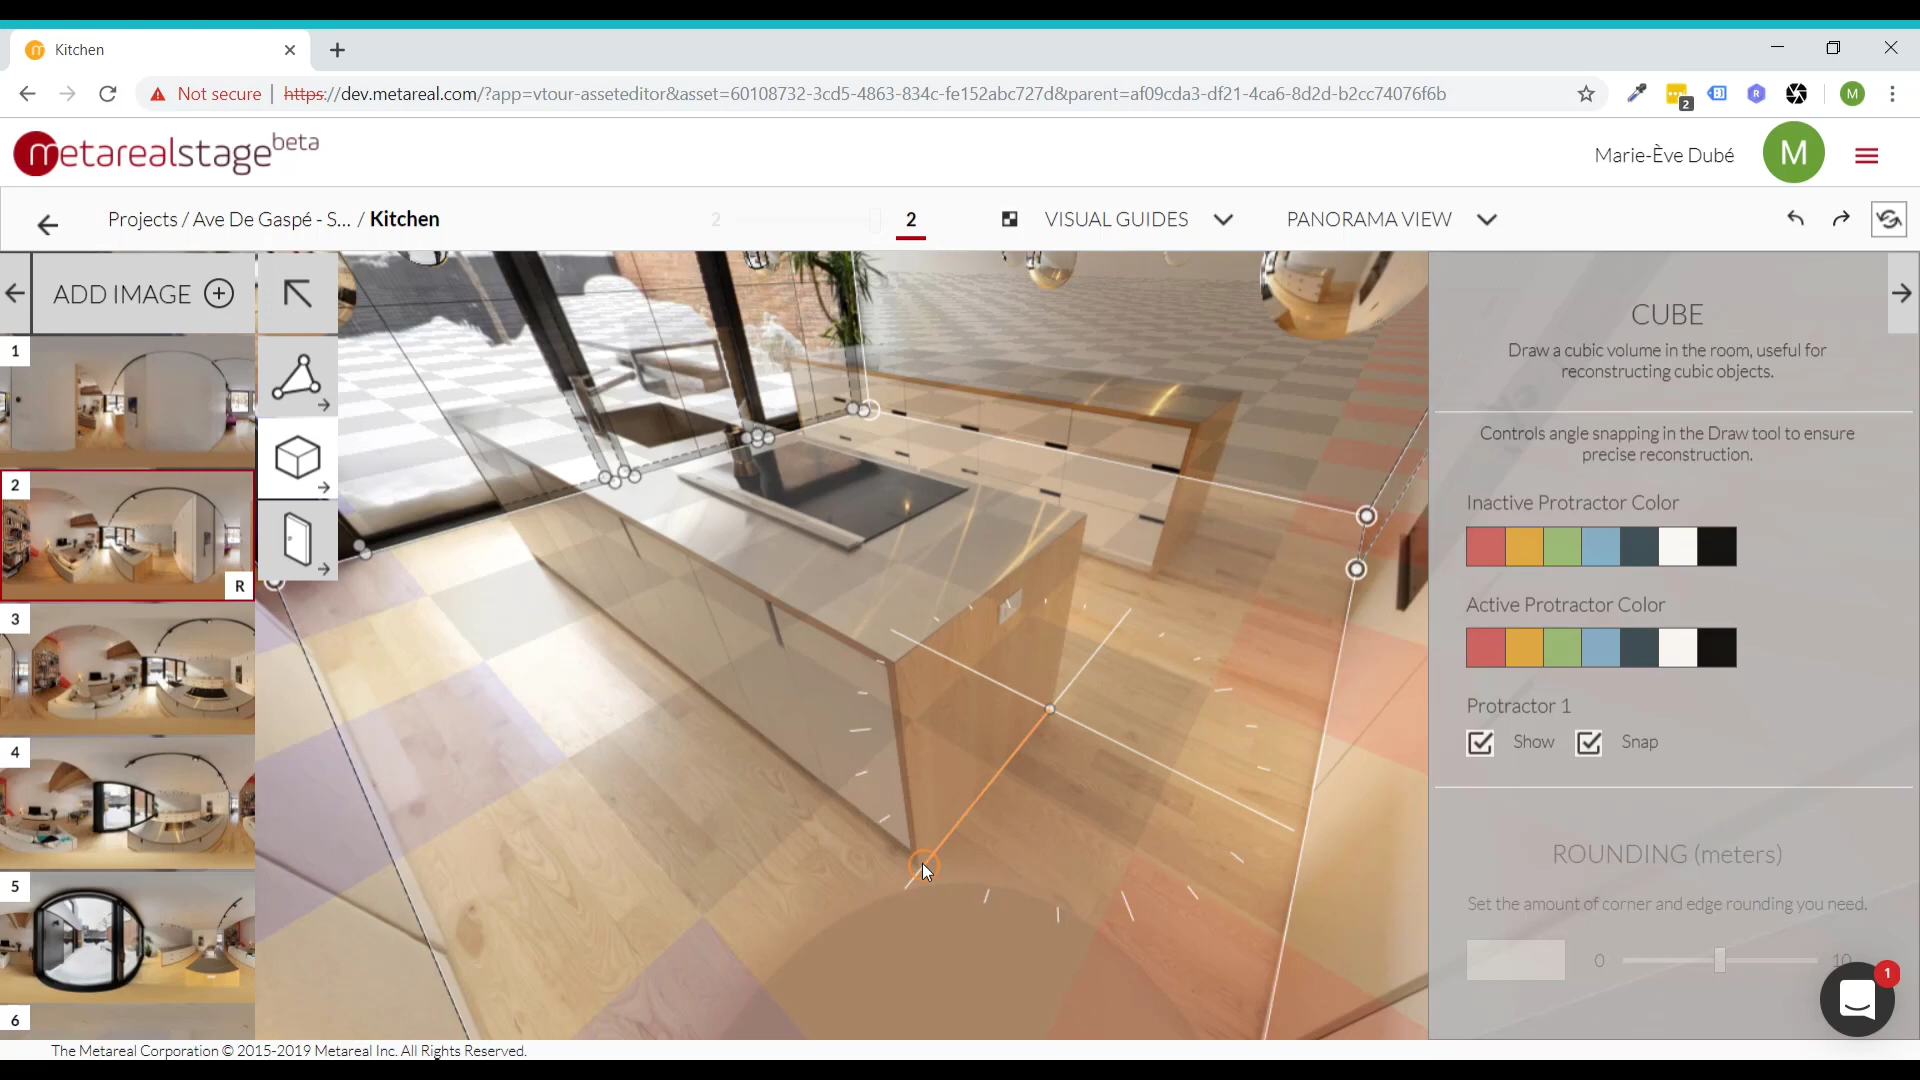 Kitchen
Not secure
https://dev.metareal.com/?app=vtour-asseteditor&asset=60108732-3cd5-4863-834c-fe152abc727d&parent=af09cda3-df21-4ca6-8d2d-b2cc74076f6b
2
M
metarealstage beta
Marie-Ève Dubé
M
Projects / Ave De Gaspé - S... / Kitchen
2
2
VISUAL GUIDES
PANORAMA VIEW
ADD IMAGE
1
2
R
3
4
5
6
CUBE
Draw a cubic volume in the room, useful for
reconstructing cubic objects.
Controls angle snapping in the Draw tool to ensure
precise reconstruction.
Inactive Protractor Color
Active Protractor Color
Protractor 1
Show
Snap
ROUNDING (meters)
Set the amount of corner and edge rounding you need.
0
10
1
The Metareal Corporation © 2015-2019 Metareal Inc. All Rights Reserved.